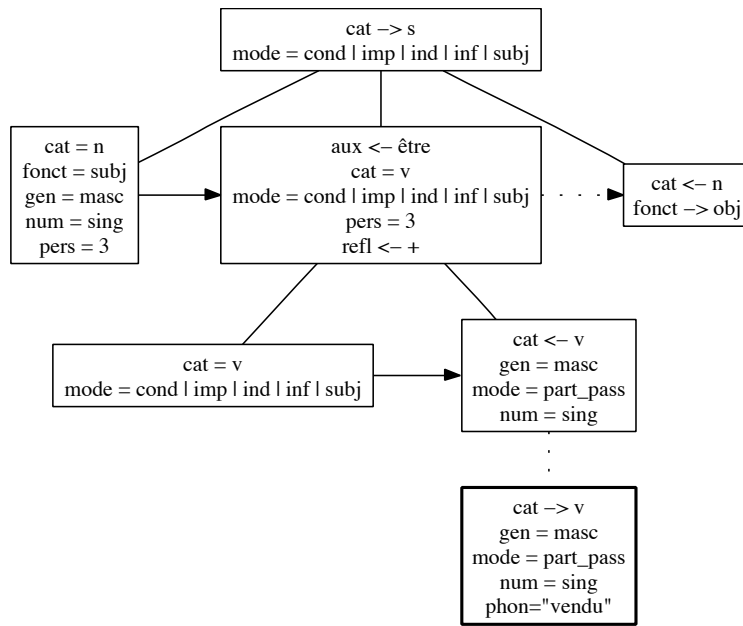 cat –> s
mode = cond | imp | ind | inf | subj
cat = n
fonct = subj
gen = masc
num = sing
pers = 3
aux <– être
cat = v
mode = cond | imp | ind | inf | subj
pers = 3
refl <– +
cat <– n
fonct –> obj
cat = v
mode = cond | imp | ind | inf | subj
cat <– v
gen = masc
mode = part_pass
num = sing
cat –> v
gen = masc
mode = part_pass
num = sing
phon="vendu"